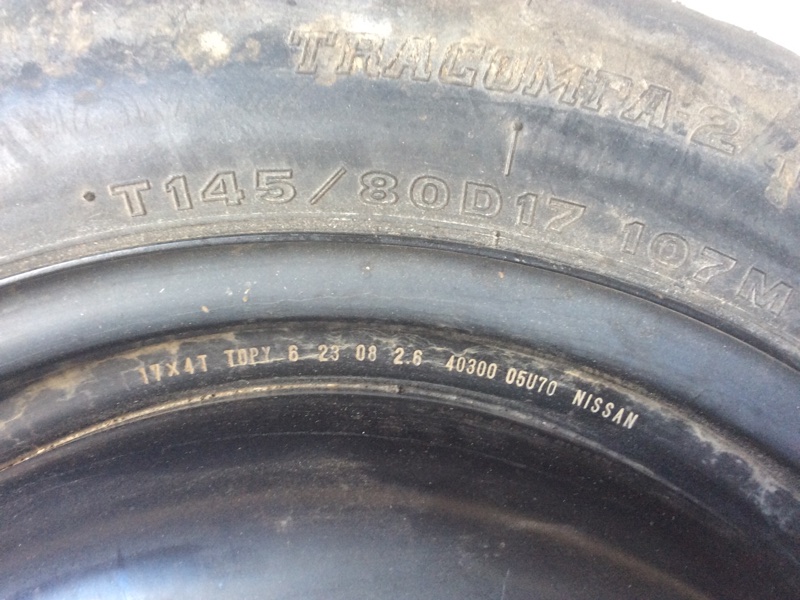 TRACOMPA-2
T145/80D17 107M
17X4T TOPY 6 23 08 2.6 40300 05U70 NISSAN